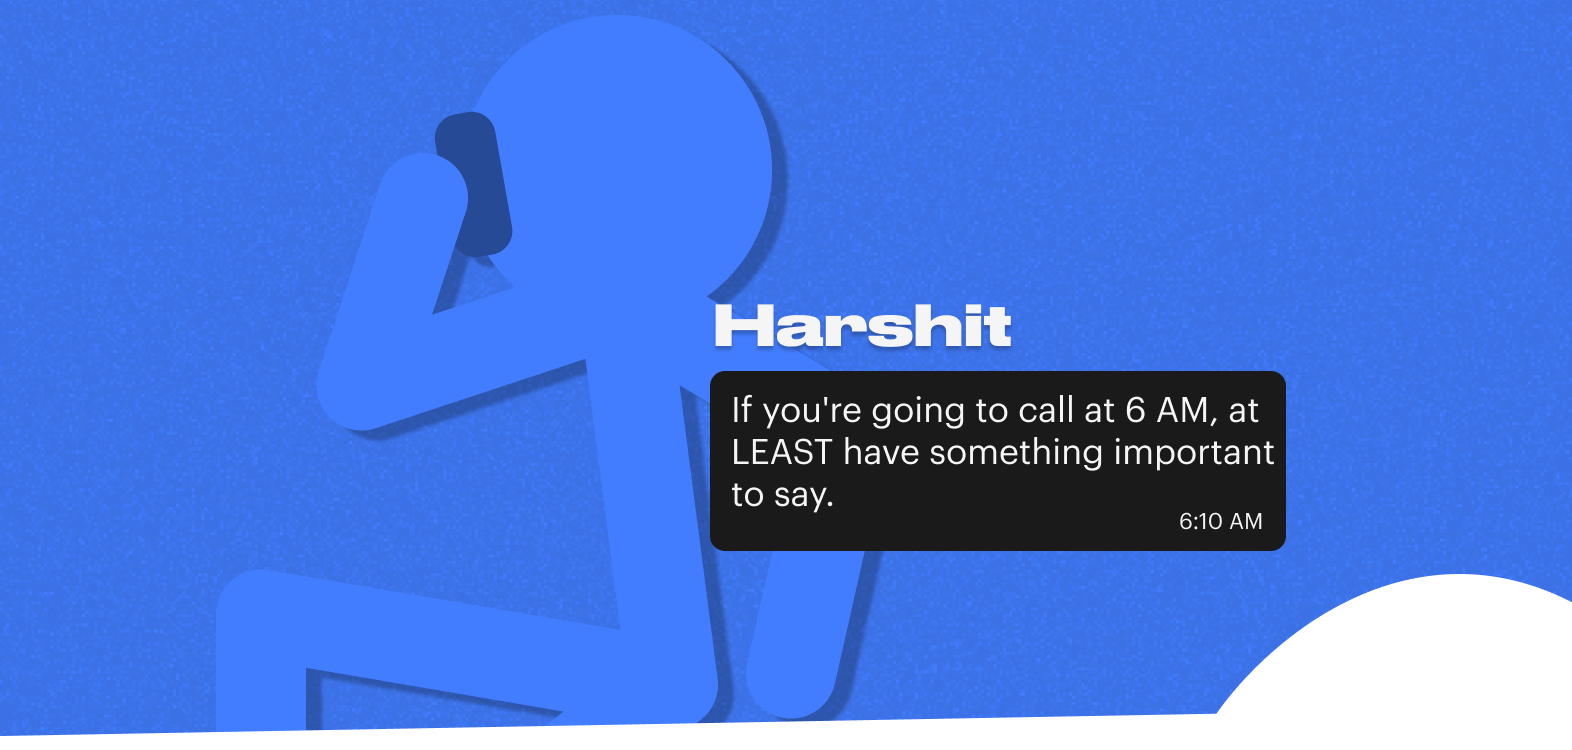 Harshit
If you're going to call at 6 AM, at
LEAST have something important
to say.
6:10 AM